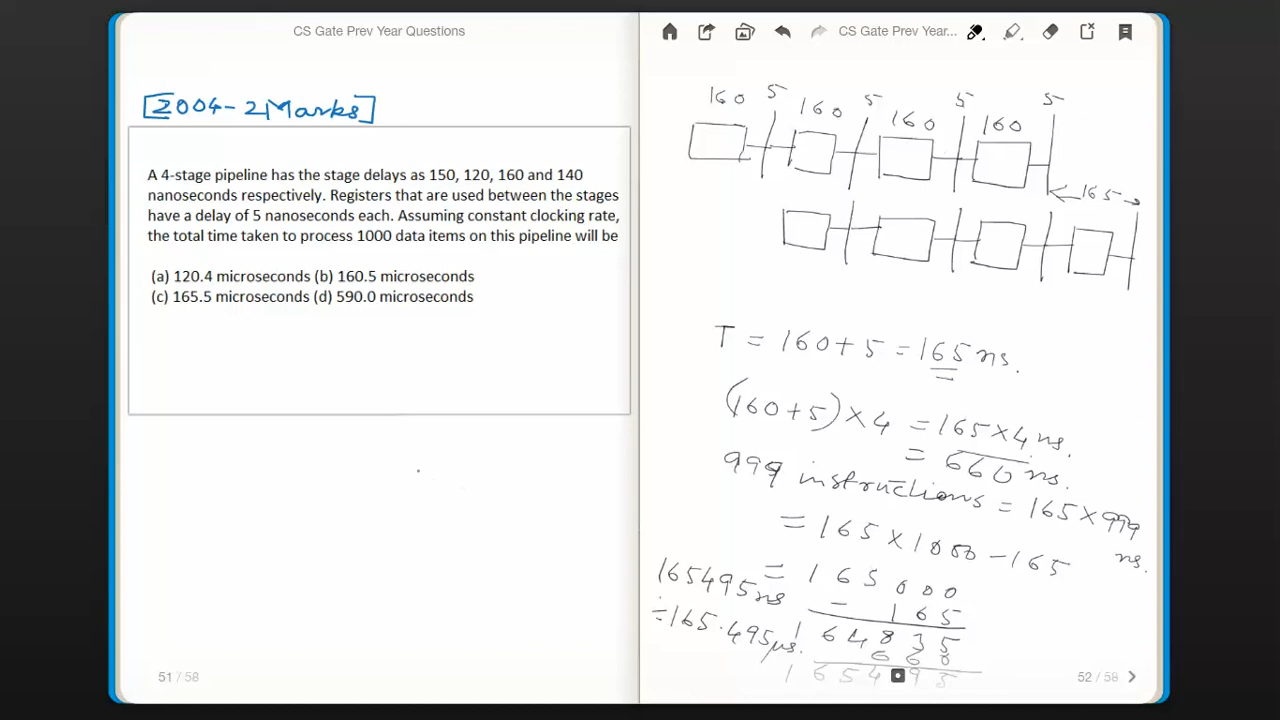 CS Gate Prev Year Questions
[2004-2Marks]
A 4-stage pipeline has the stage delays as 150, 120, 160 and 140
nanoseconds respectively. Registers that are used between the stages
have a delay of 5 nanoseconds each. Assuming constant clocking rate,
the total time taken to process 1000 data items on this pipeline will be
(a) 120.4 microseconds (b) 160.5 microseconds
(c) 165.5 microseconds (d) 590.0 microseconds
51 / 58
CS Gate Prev Year...
160 5 160 5 160 5 160 5
165
T = 160+5 = 165 ns.
(160+5)×4 = 165×4 ns.
= 660 ns.
999 instructions = 165×999 ns.
= 165×1000-165
= 165000
- 165
164835
660
165495
165495ns
=165.495μs.
52 / 58